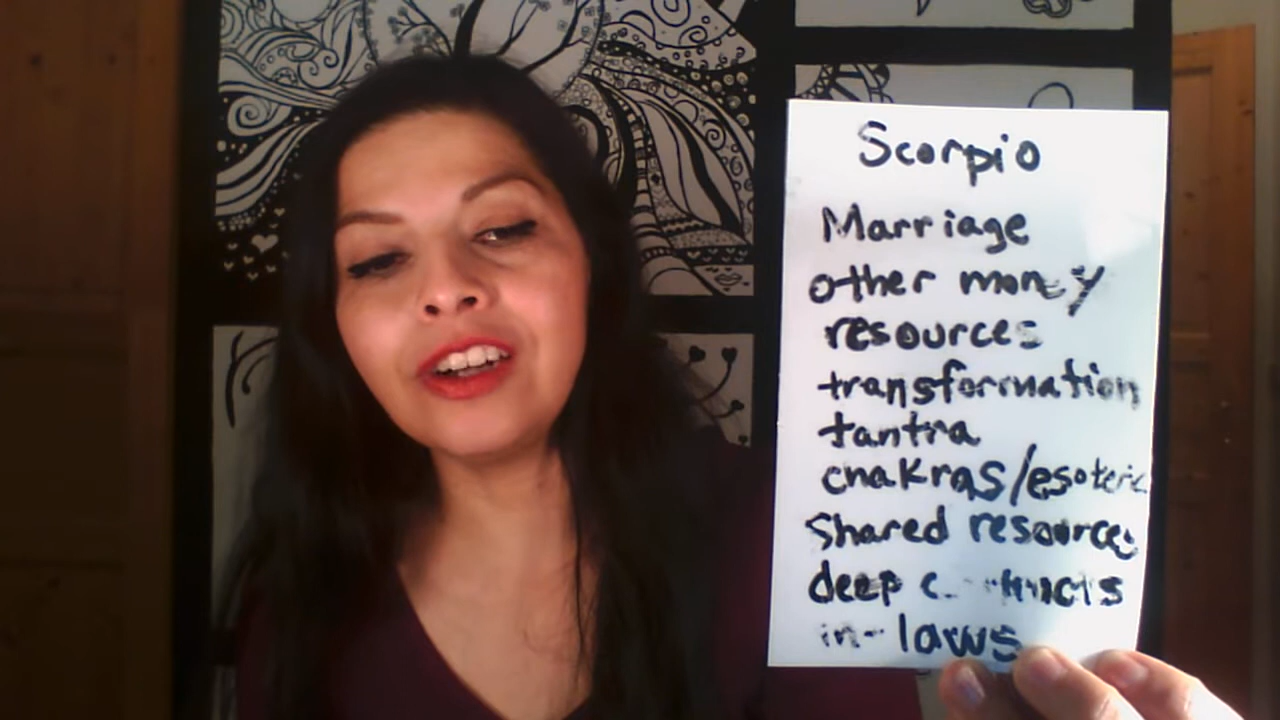 Scorpio
Marriage
other money
resources
transformation
tantra
chakras/esoteric
Shared resources
deep
in-laws